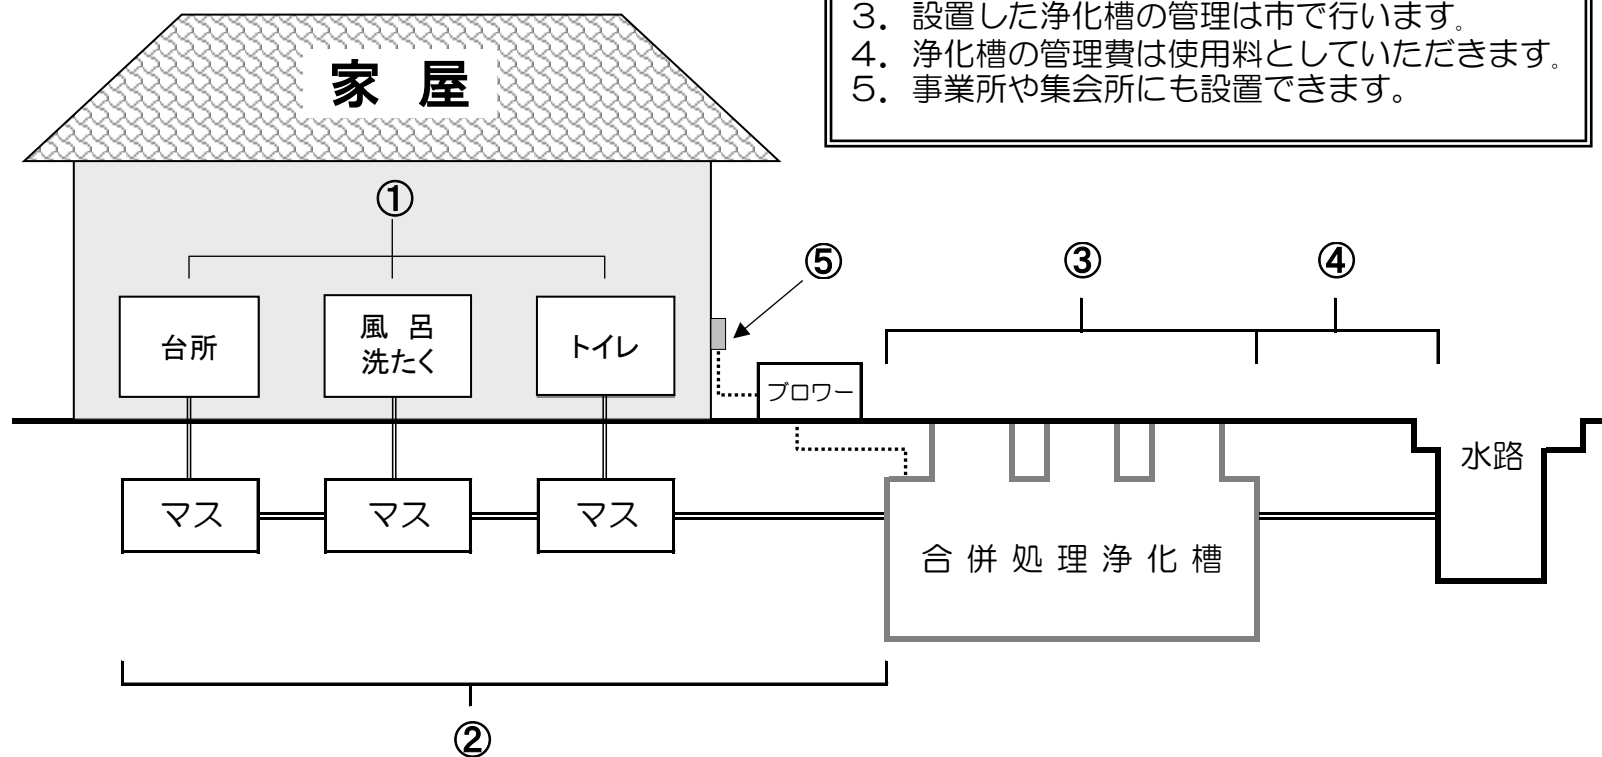 ３．設置した浄化槽の管理は市で行います。
４．浄化槽の管理費は使用料としていただきます。
５．事業所や集会所にも設置できます。
家 屋
①
⑤
③
④
台所
風 呂
洗たく
トイレ
ブロワー
水路
マス
マス
マス
合併処理浄化槽
②